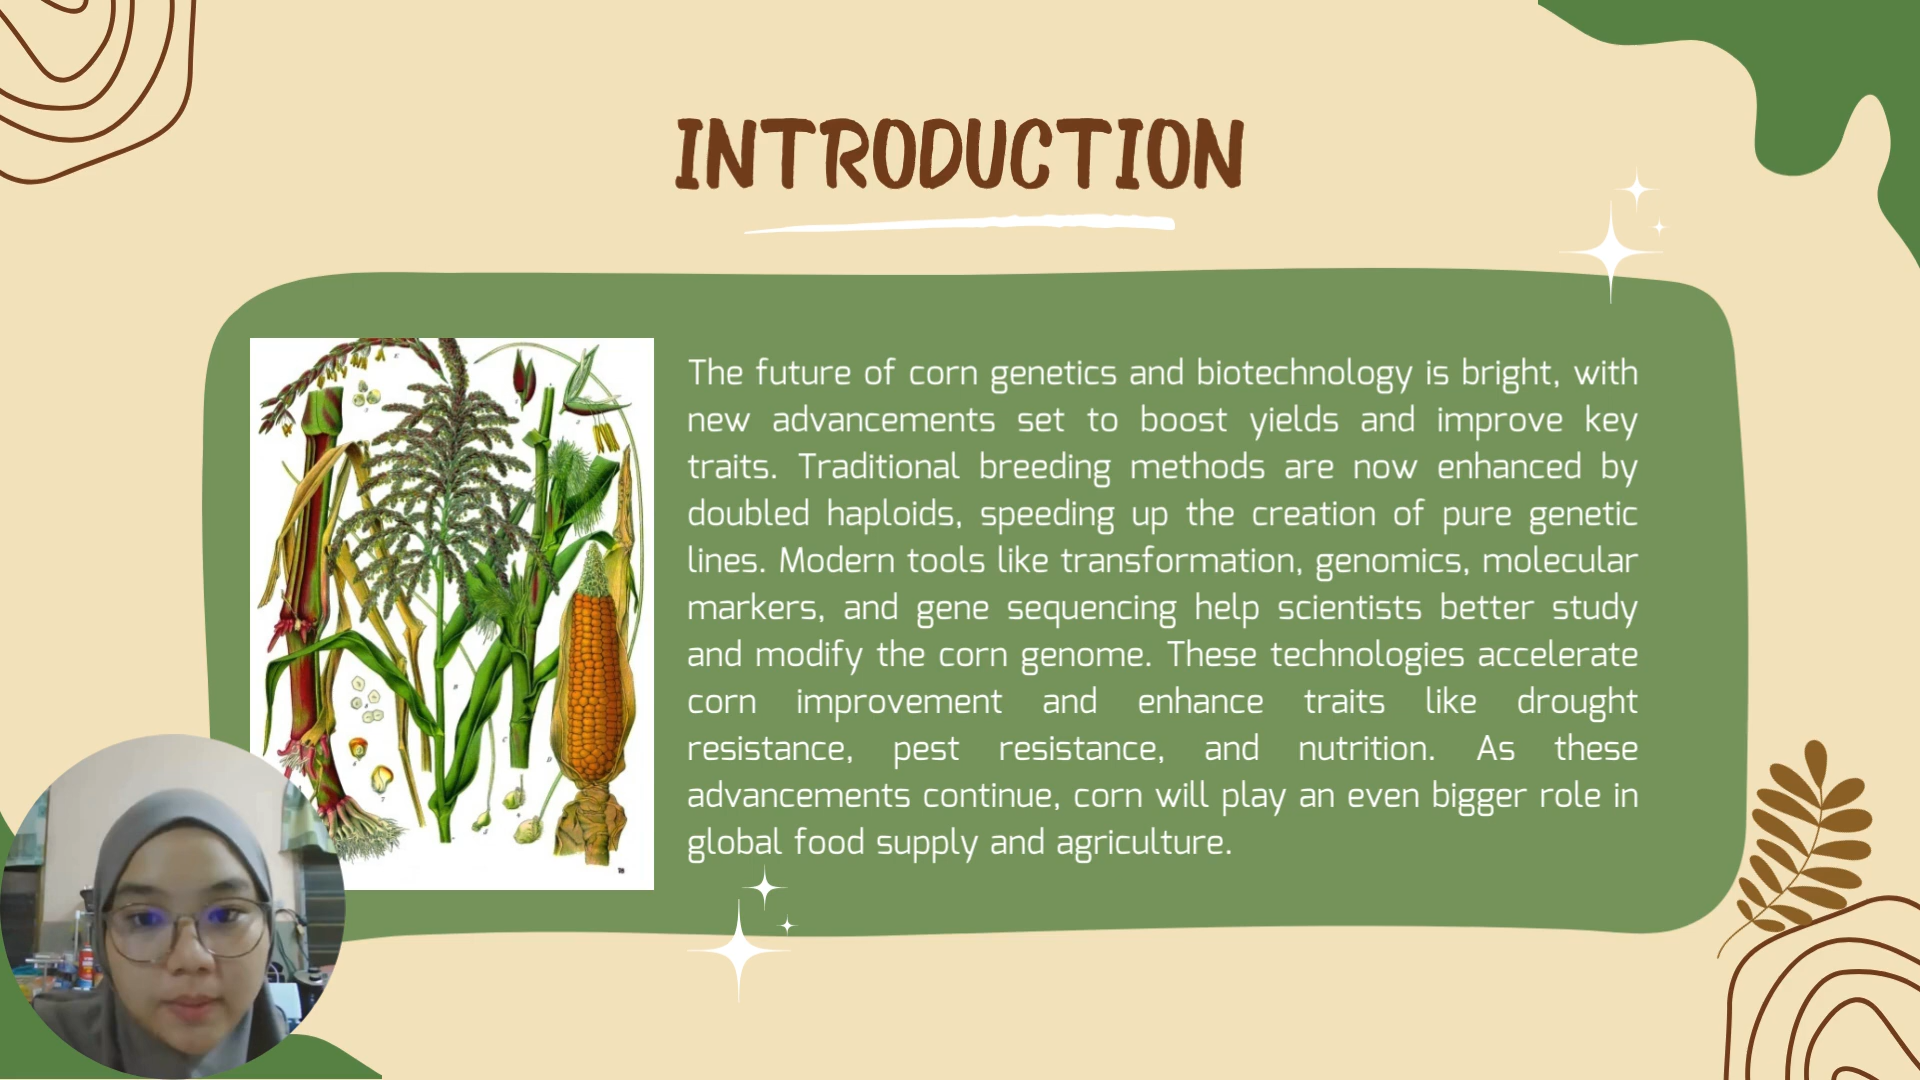 INTRODUCTION
The future of corn genetics and biotechnology is bright, with
new advancements set to boost yields and improve key
traits. Traditional breeding methods are now enhanced by
doubled haploids, speeding up the creation of pure genetic
lines. Modern tools like transformation, genomics, molecular
markers, and gene sequencing help scientists better study
and modify the corn genome. These technologies accelerate
corn improvement and enhance traits like drought
resistance, pest resistance, and nutrition. As these
advancements continue, corn will play an even bigger role in
global food supply and agriculture.